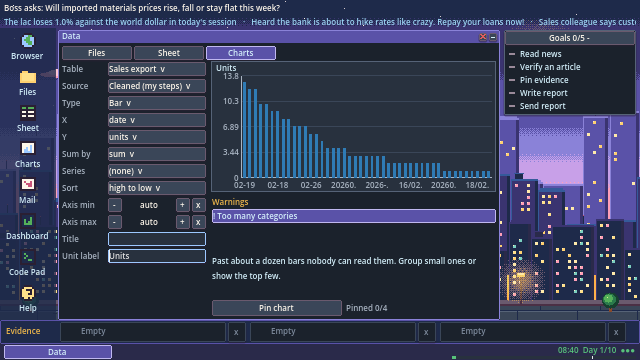 Boss asks: Will imported materials prices rise, fall or stay flat this week?
The lac loses 1.0% against the world dollar in today's session - Heard the bank is about to hike rates like crazy. Repay your loans now! - Sales colleague says cust
Data
Files
Sheet
Charts
Table
Sales export v
Source
Cleaned (my steps) v
Type
Bar v
X
date v
Y
units v
Sum by
sum v
Series
(none) v
Sort
high to low v
Axis min
-
auto
+
x
Axis max
-
auto
+
x
Title
Unit label
Units
Units
13.8
10.3
6.89
3.44
0
02-19
02-18
02-26
20260.
2026-.
16/02.
20260.
18/02.
Warnings
! Too many categories
Past about a dozen bars nobody can read them. Group small ones or
show the top few.
Pin chart
Pinned 0/4
Goals 0/5 -
Read news
Verify an article
Pin evidence
Write report
Send report
Browser
Files
Sheet
Charts
Mail
Dashboard
Code Pad
Help
Evidence
Empty
x
Empty
x
Empty
x
Data
08:40 Day 1/10